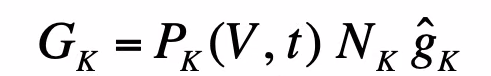 G_K = P_K(V, t) N_K ĝ_K